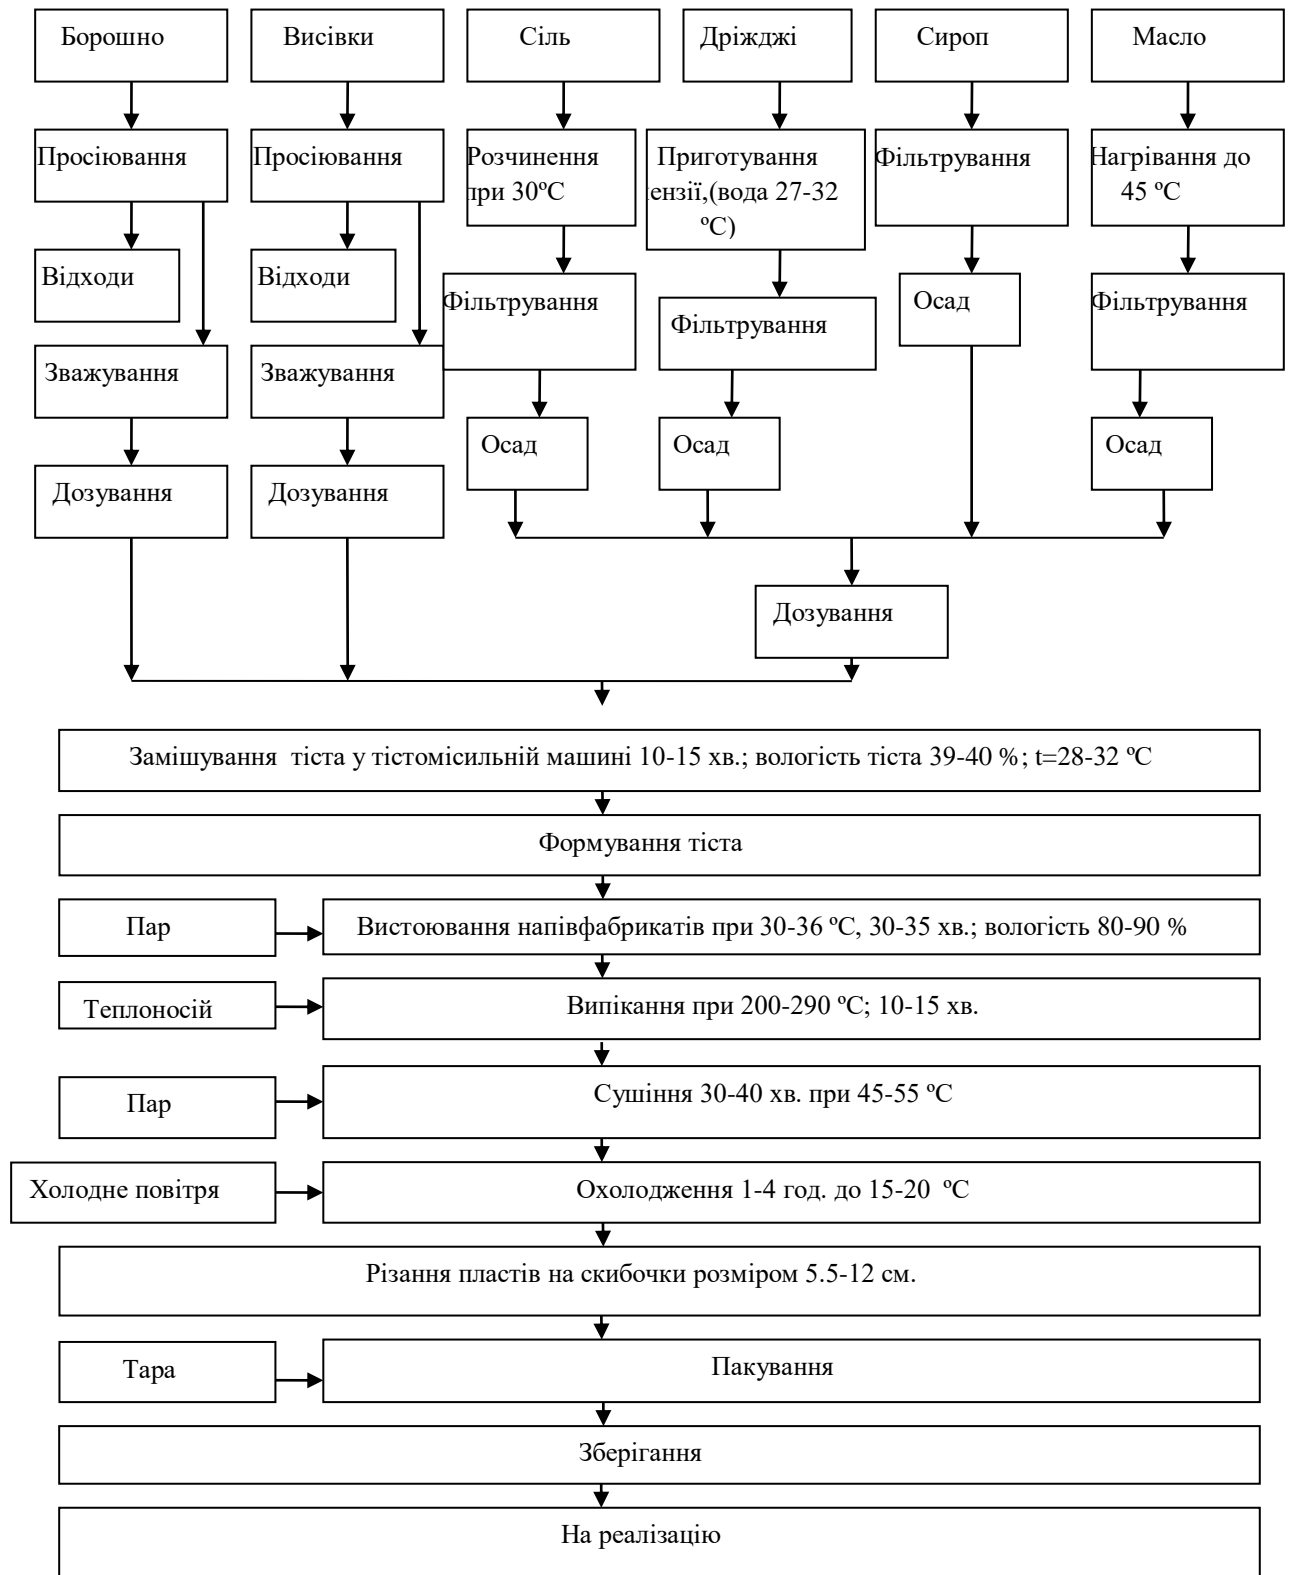 Борошно
Висівки
Сіль
Дріжджі
Сироп
Масло
Просіювання
Просіювання
Розчинення
при 30ºС
Приготування
ензії,(вода 27-32
ºС)
Фільтрування
Нагрівання до
45 ºС
Відходи
Відходи
Фільтрування
Фільтрування
Осад
Фільтрування
Зважування
Зважування
Осад
Осад
Осад
Дозування
Дозування
Дозування
Замішування тіста у тістомісильній машині 10-15 хв.; вологість тіста 39-40 %; t=28-32 ºС
Формування тіста
Пар
Вистоювання напівфабрикатів при 30-36 ºС, 30-35 хв.; вологість 80-90 %
Теплоносій
Випікання при 200-290 ºС; 10-15 хв.
Пар
Сушіння 30-40 хв. при 45-55 ºС
Холодне повітря
Охолодження 1-4 год. до 15-20 ºС
Різання пластів на скибочки розміром 5.5-12 см.
Тара
Пакування
Зберігання
На реалізацію